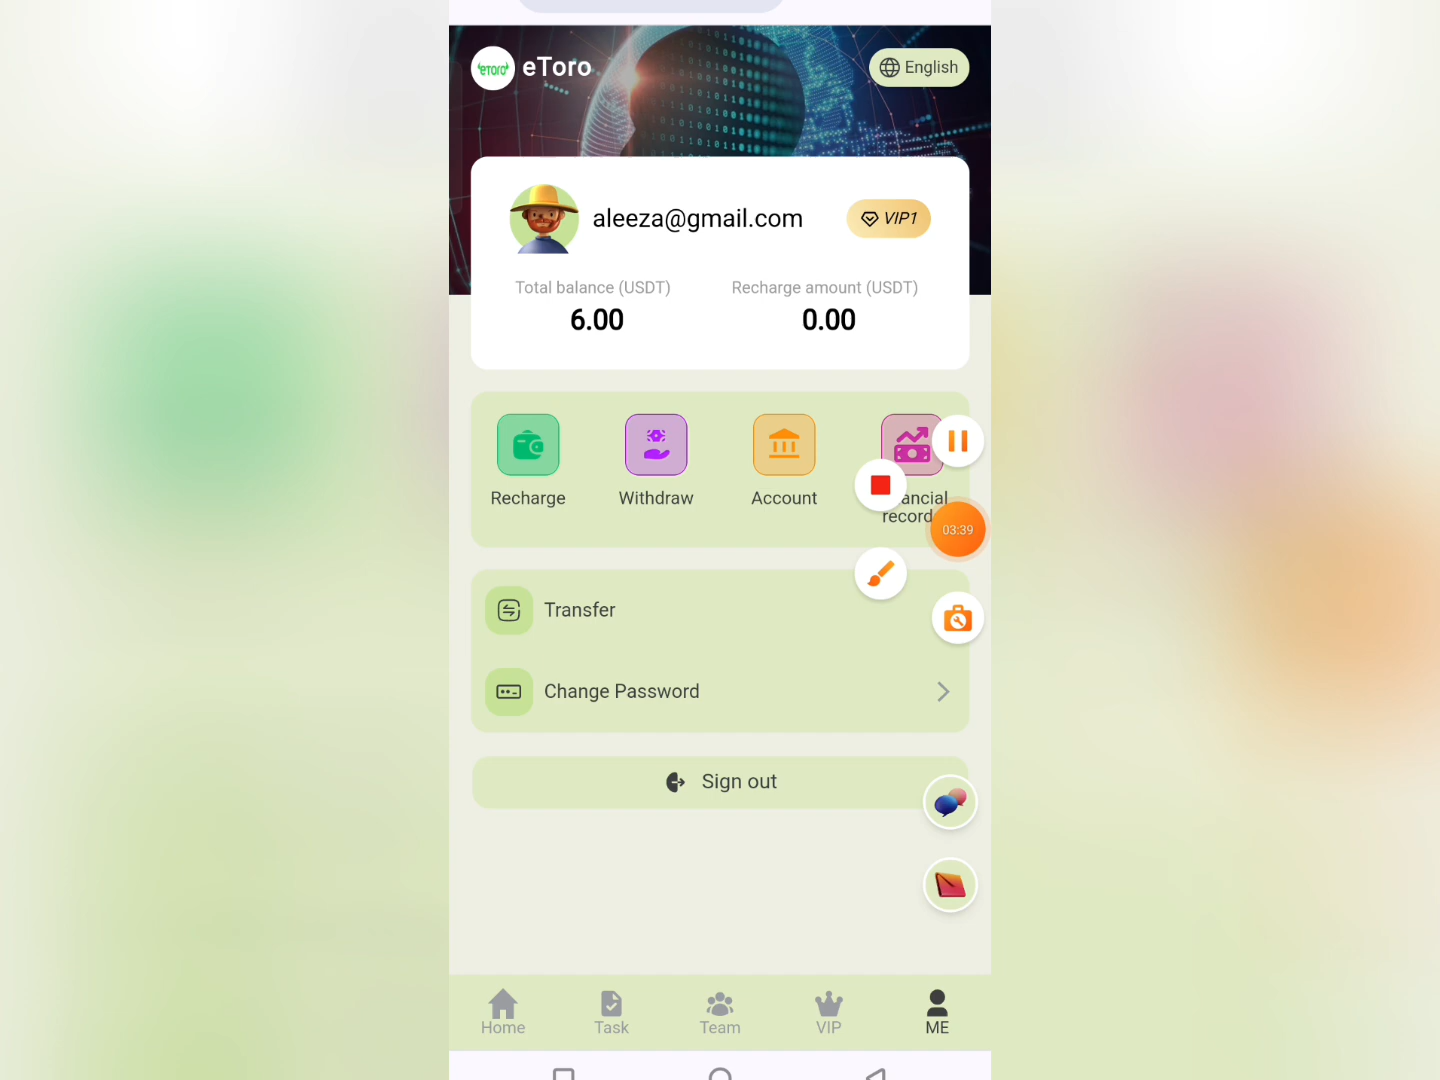 eToro eToro English
aleeza@gmail.com VIP1
Total balance (USDT) Recharge amount (USDT)
6.00 0.00
Recharge Withdraw Account
record
03:39
Transfer
Change Password
Sign out
Home Task Team VIP ME